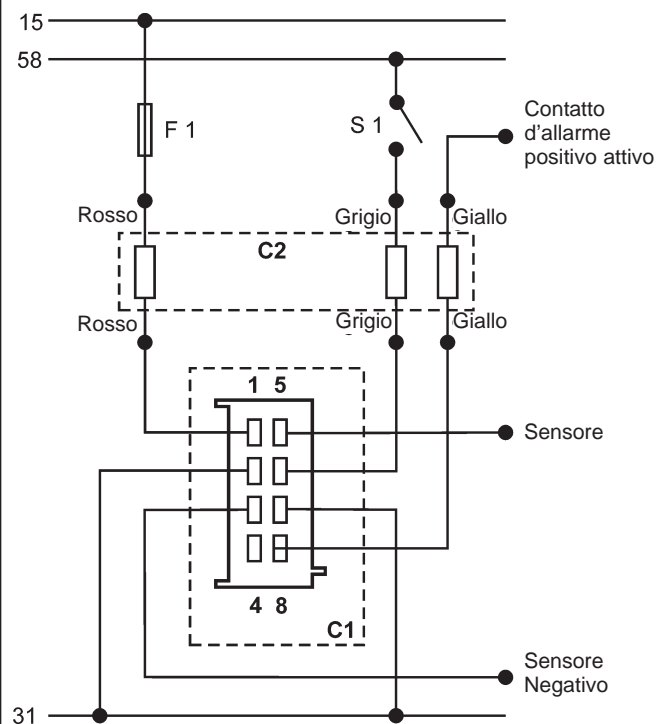 15
58
F 1
S 1
Contatto
d'allarme
positivo attivo
Rosso
Grigio
Giallo
C2
Rosso
Grigio
Giallo
1 5
Sensore
4 8
C1
Sensore
Negativo
31